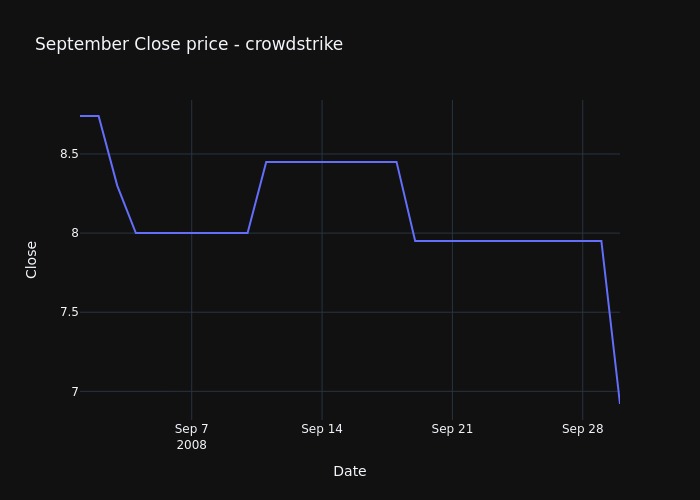 September Close price - crowdstrike
Close
8.5
8
7.5
7
Sep 7
2008
Sep 14
Sep 21
Sep 28
Date